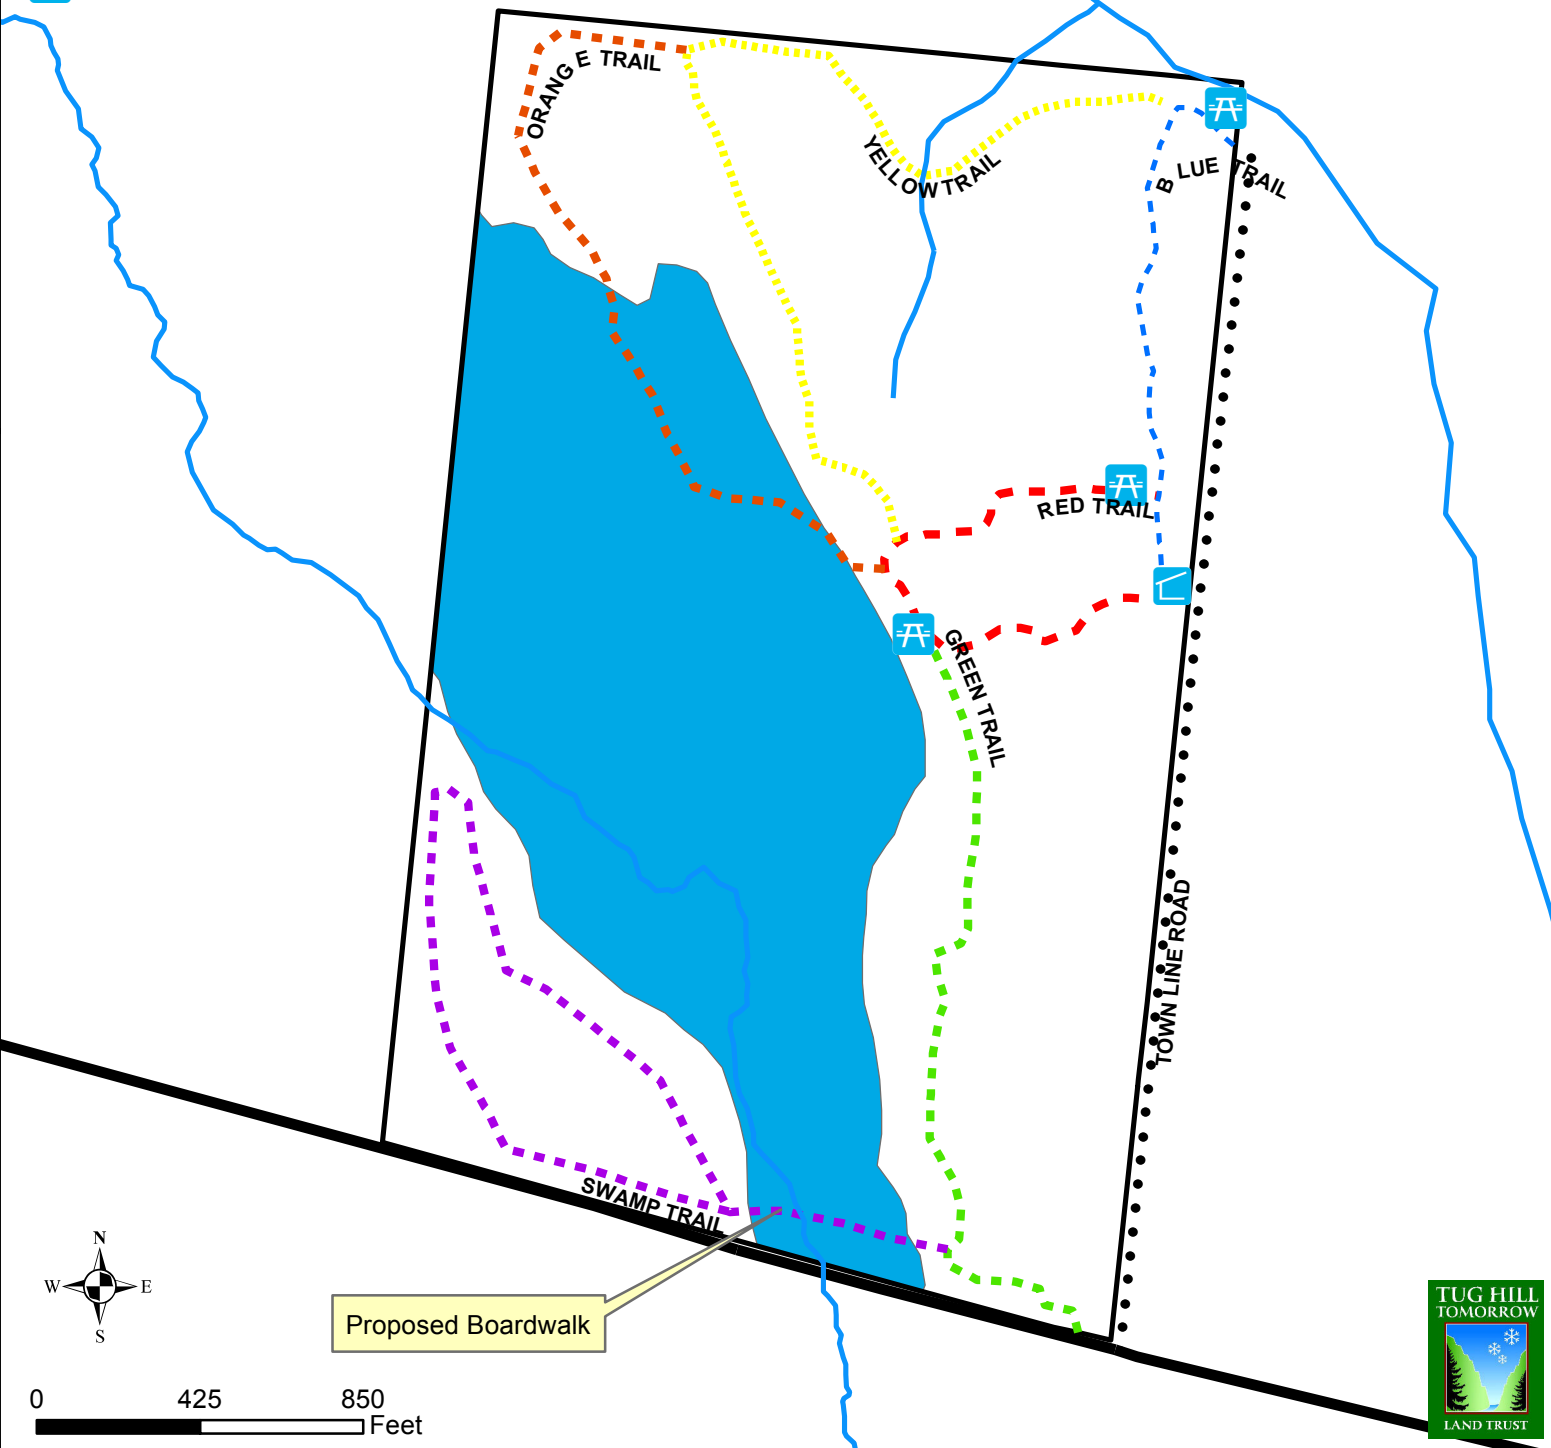 ORANGE TRAIL
YELLOW TRAIL
BLUE TRAIL
RED TRAIL
GREEN TRAIL
TOWN LINE ROAD
SWAMP TRAIL
Proposed Boardwalk
N
W E
S
0 425 850
Feet
TUG HILL
TOMORROW
LAND TRUST